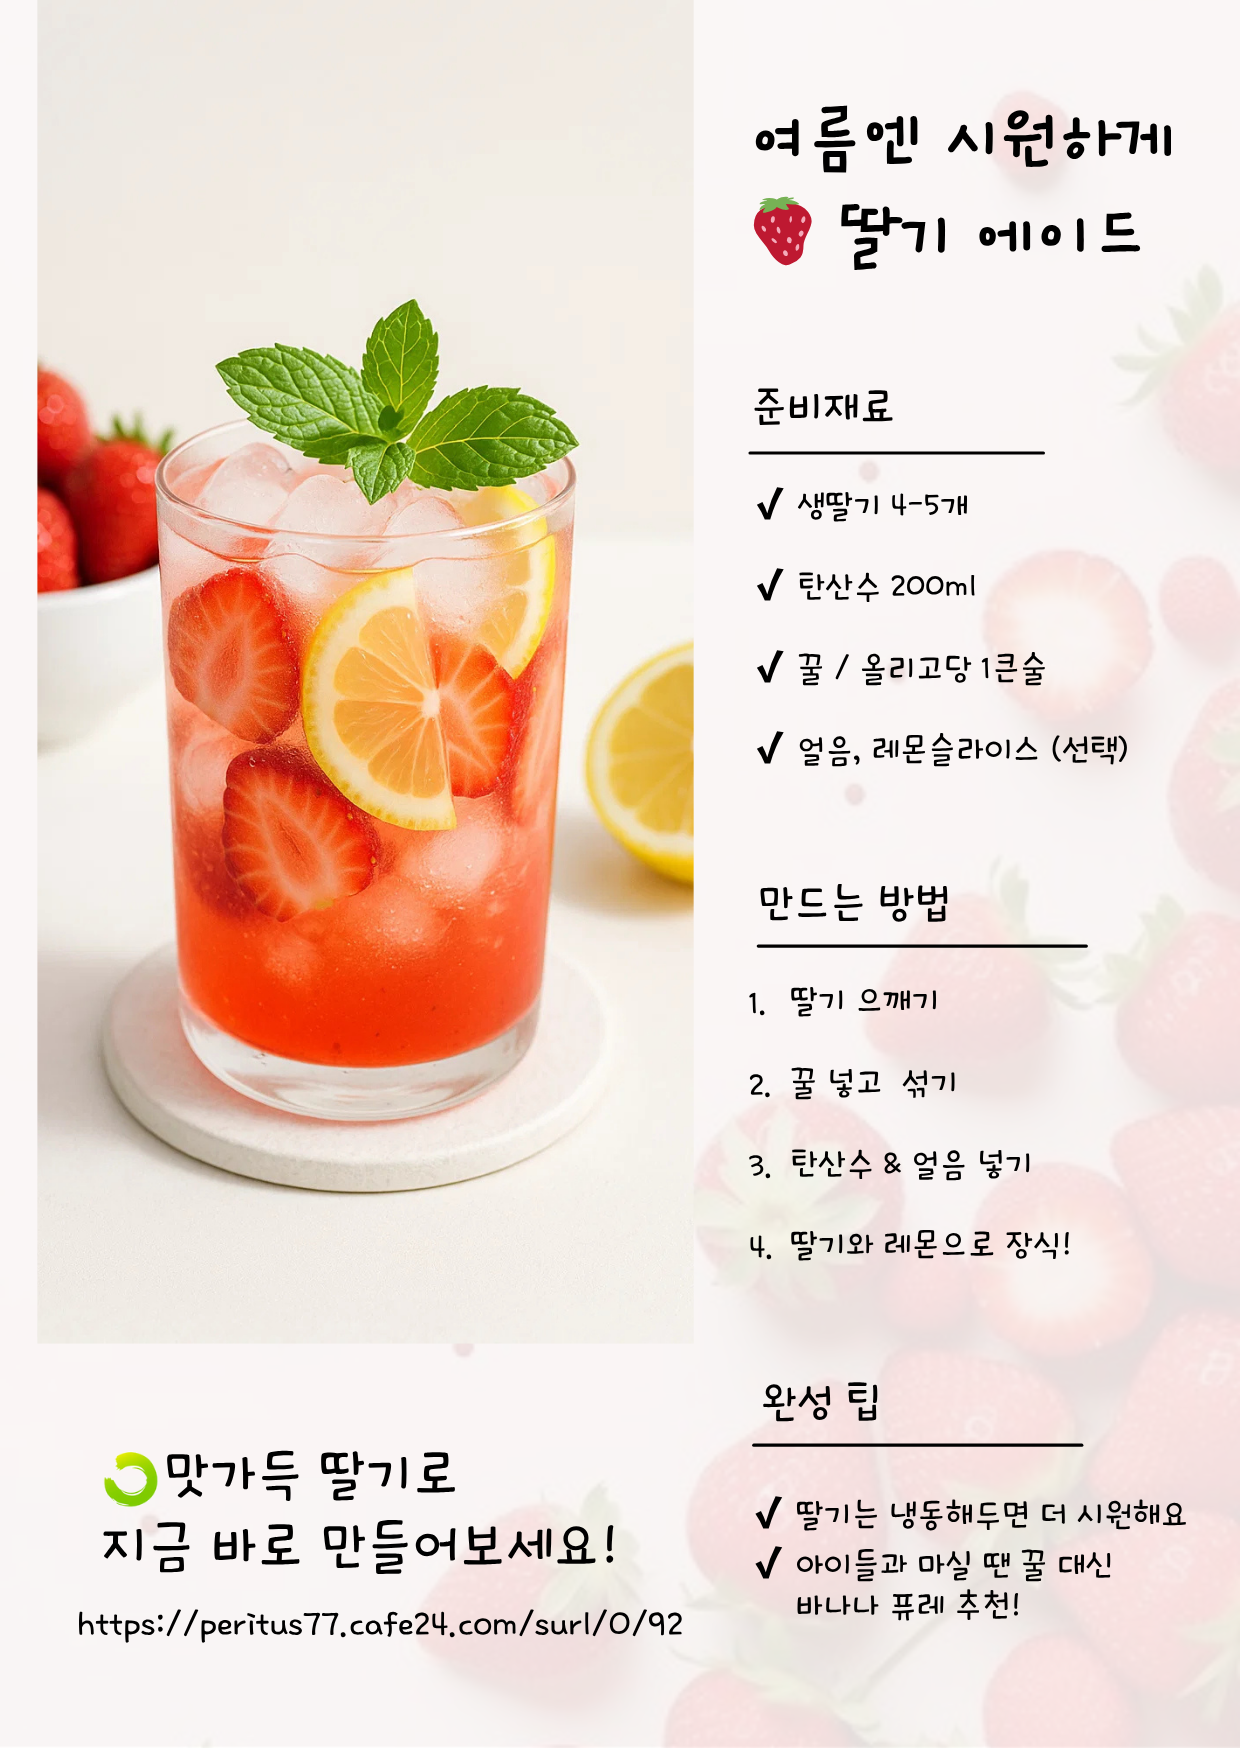 여름엔 시원하게
딸기 에이드
준비재료
✓ 생딸기 4-5개
✓ 탄산수 200ml
✓ 꿀 / 올리고당 1큰술
✓ 얼음, 레몬슬라이스 (선택)
만드는 방법
1. 딸기 으깨기
2. 꿀 넣고 섞기
3. 탄산수 & 얼음 넣기
4. 딸기와 레몬으로 장식!
완성 팁
✓ 딸기는 냉동해두면 더 시원해요
✓ 아이들과 마실 땐 꿀 대신
바나나 퓨레 추천!
맛가득 딸기로
지금 바로 만들어보세요!
https://peritus77.cafe24.com/surl/O/92